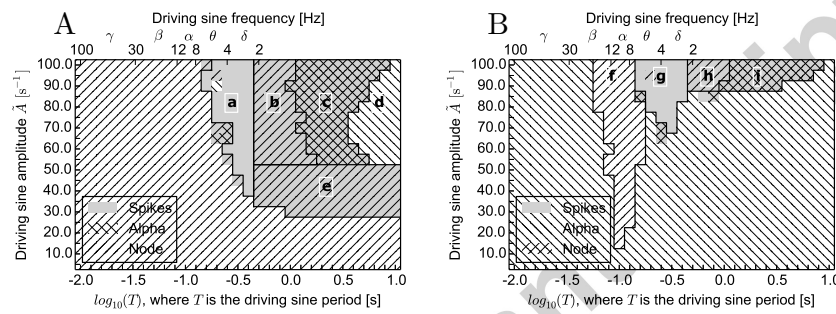 A
Driving sine frequency [Hz]
γ β α θ δ
100 30 12 8 4 2
Driving sine amplitude Ã [s⁻¹]
100.0
90.0
80.0
70.0
60.0
50.0
40.0
30.0
20.0
10.0
a b c d
e
Spikes
Alpha
Node
-2.0 -1.5 -1.0 -0.5 0.0 0.5 1.0
log₁₀(T), where T is the driving sine period [s]
B
Driving sine frequency [Hz]
γ β α θ δ
100 30 12 8 4 2
Driving sine amplitude Ã [s⁻¹]
100.0
90.0
80.0
70.0
60.0
50.0
40.0
30.0
20.0
10.0
f g h i
Spikes
Alpha
Node
-2.0 -1.5 -1.0 -0.5 0.0 0.5 1.0
log₁₀(T), where T is the driving sine period [s]